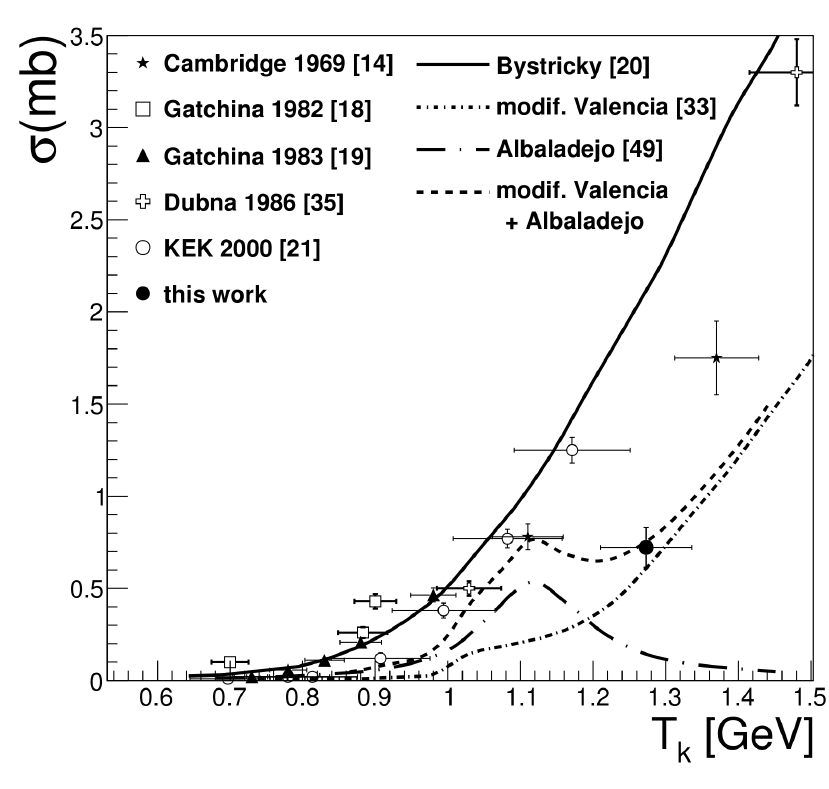 σ(mb)
3.5
3
2.5
2
1.5
1
0.5
0
Cambridge 1969 [14]
Gatchina 1982 [18]
Gatchina 1983 [19]
Dubna 1986 [35]
KEK 2000 [21]
this work
Bystricky [20]
modif. Valencia [33]
Albaladejo [49]
modif. Valencia
+ Albaladejo
0.6 0.7 0.8 0.9 1 1.1 1.2 1.3 1.4 1.5
Tk [GeV]